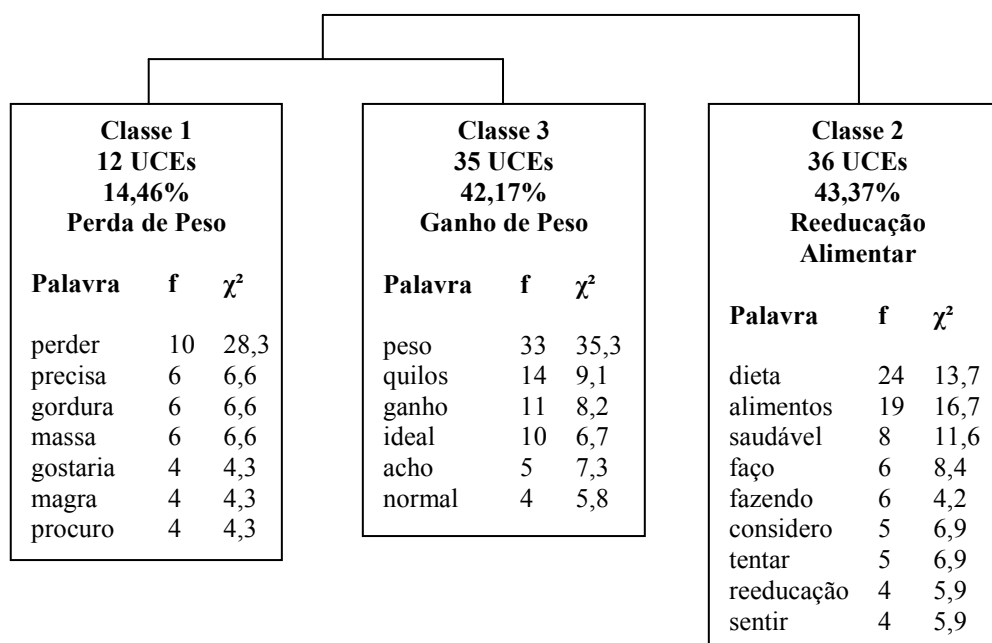 Classe 1
12 UCEs
14,46%
Perda de Peso
Palavra f χ²
perder 10 28,3
precisa 6 6,6
gordura 6 6,6
massa 6 6,6
gostaria 4 4,3
magra 4 4,3
procuro 4 4,3
Classe 3
35 UCEs
42,17%
Ganho de Peso
Palavra f χ²
peso 33 35,3
quilos 14 9,1
ganho 11 8,2
ideal 10 6,7
acho 5 7,3
normal 4 5,8
Classe 2
36 UCEs
43,37%
Reeducação
Alimentar
Palavra f χ²
dieta 24 13,7
alimentos 19 16,7
saudável 8 11,6
faço 6 8,4
fazendo 6 4,2
considero 5 6,9
tentar 5 6,9
reeducação 4 5,9
sentir 4 5,9